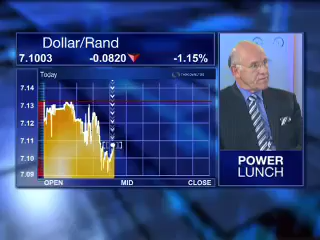 Dollar/Rand
7.1003 -0.0820 -1.15%
Today
7.14
7.13
7.12
7.11
7.10
7.09
OPEN MID CLOSE
POWER
LUNCH